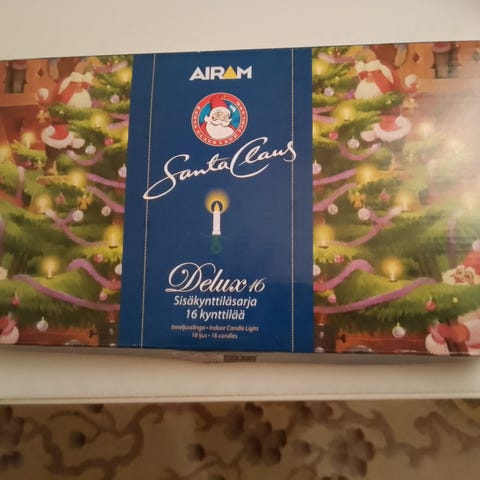 AIRAM
Santa Claus
Delux 16
Sisäkynttiläsarja
16 kynttilää
Inneljusslinga • Indoor Candle Light
16 ljus • 16 candles